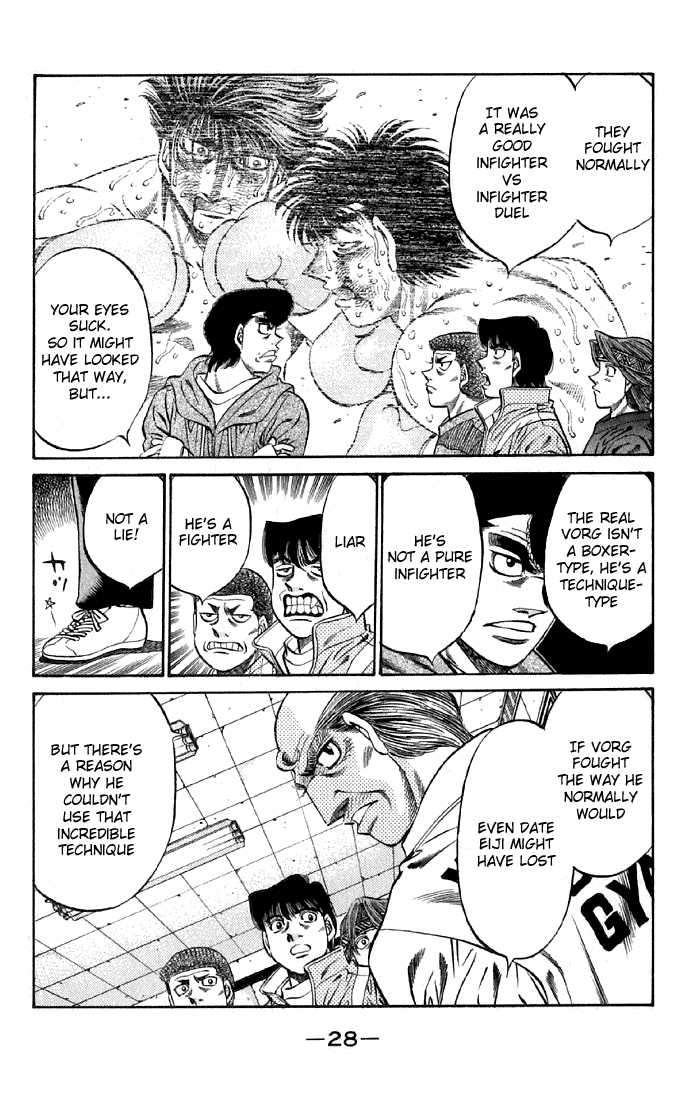 THEY
FOUGHT
NORMALLY
IT WAS
A REALLY
GOOD
INFIGHTER
VS
INFIGHTER
DUEL
YOUR EYES
SUCK.
SO IT MIGHT
HAVE LOOKED
THAT WAY,
BUT...
THE REAL
VORG ISN'T
A BOXER-
TYPE, HE'S A
TECHNIQUE-
TYPE
HE'S
NOT A PURE
INFIGHTER
LIAR
HE'S A
FIGHTER
NOT A
LIE!
カッ!
IF VORG
FOUGHT
THE WAY HE
NORMALLY
WOULD
EVEN DATE
EIJI MIGHT
HAVE LOST
BUT THERE'S
A REASON
WHY HE
COULDN'T
USE THAT
INCREDIBLE
TECHNIQUE
GY
—28—